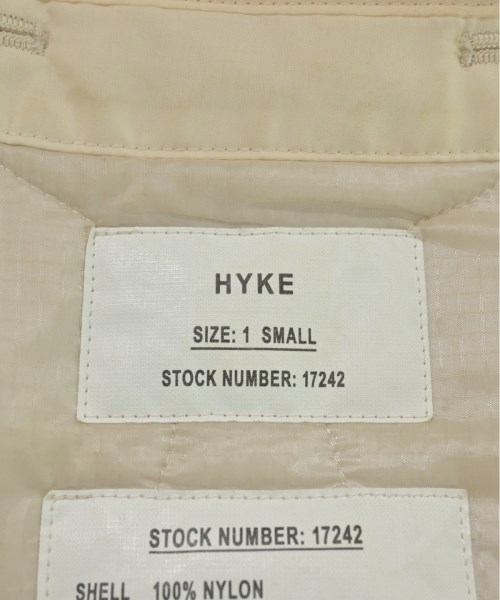 HYKE
SIZE: 1 SMALL
STOCK NUMBER: 17242
STOCK NUMBER: 17242
SHELL 100% NYLON